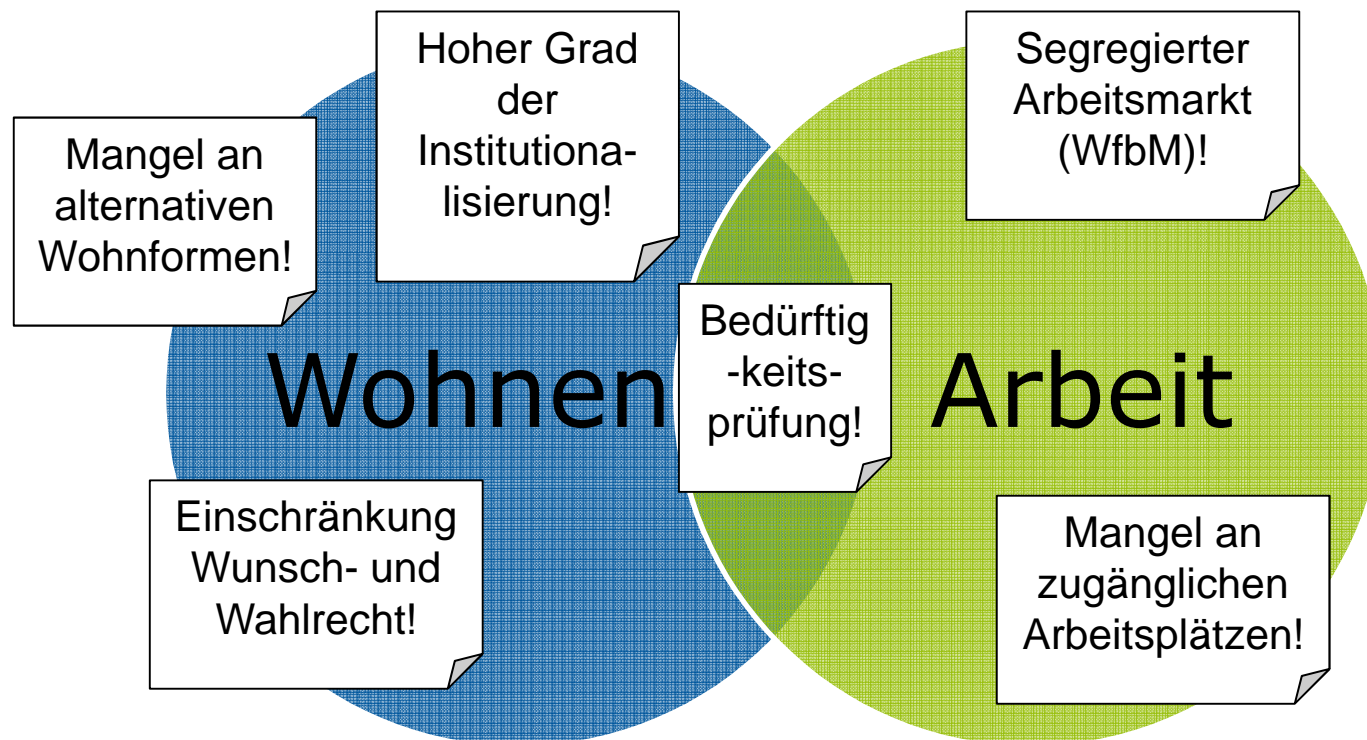 Hoher Grad
der
Institutiona-
lisierung!
Segregierter
Arbeitsmarkt
(WfbM)!
Mangel an
alternativen
Wohnformen!
Bedürftig
-keits-
prüfung!
Wohnen
Arbeit
Einschränkung
Wunsch- und
Wahlrecht!
Mangel an
zugänglichen
Arbeitsplätzen!